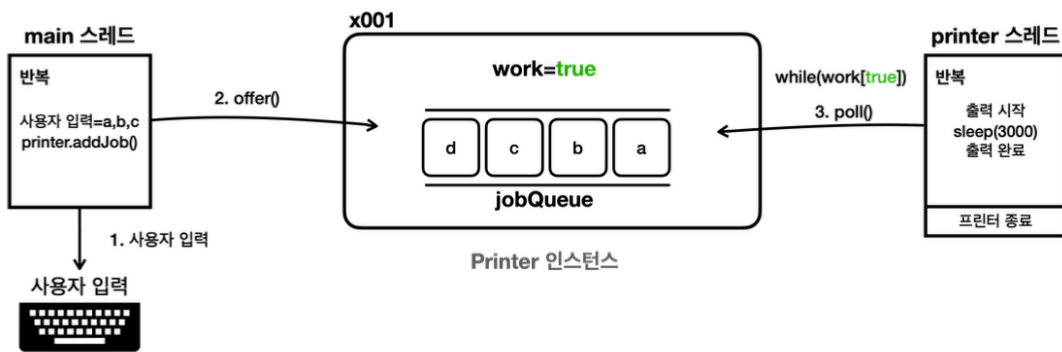 x001
main 스레드
반복
사용자 입력=a,b,c
printer.addJob()
1. 사용자 입력
사용자 입력
2. offer()
work=true
d c b a
jobQueue
Printer 인스턴스
while(work[true])
3. poll()
printer 스레드
반복
출력 시작
sleep(3000)
출력 완료
프린터 종료